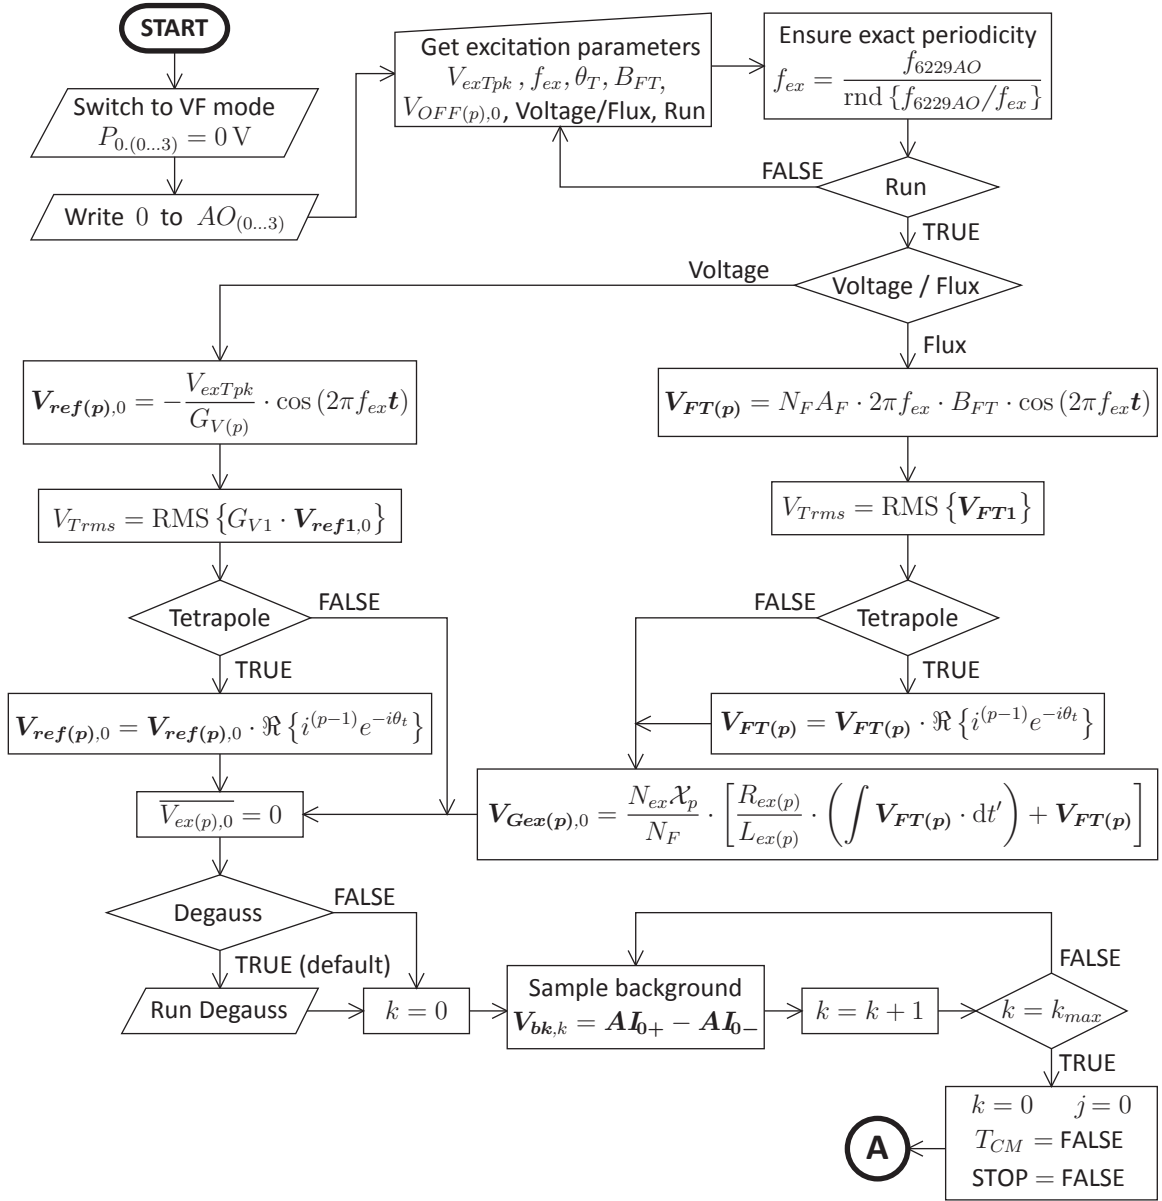 START
Switch to VF mode
P_{0.(0...3)} = 0 V
Write 0 to AO_{(0...3)}
Get excitation parameters
V_{exTpk}, f_{ex}, θ_T, B_{FT},
V_{OFF(p),0}, Voltage/Flux, Run
Ensure exact periodicity
f_{ex} = \frac{f_{6229AO}}{rnd {f_{6229AO}/f_{ex}}}
FALSE
Run
TRUE
Voltage
Voltage / Flux
Flux
V_{ref(p),0} = -\frac{V_{exTpk}}{G_{V(p)}} · cos (2πf_{ex}t)
V_{FT(p)} = N_F A_F · 2πf_{ex} · B_{FT} · cos (2πf_{ex}t)
V_{Trms} = RMS {G_{V1} · V_{ref1,0}}
V_{Trms} = RMS {V_{FT1}}
Tetrapole
FALSE
TRUE
FALSE
Tetrapole
TRUE
V_{ref(p),0} = V_{ref(p),0} · ℜ {i^{(p−1)} e^{−iθ_t}}
V_{FT(p)} = V_{FT(p)} · ℜ {i^{(p−1)} e^{−iθ_t}}
\overline{V_{ex(p),0}} = 0
V_{Gex(p),0} = \frac{N_{ex} 𝒳_p}{N_F} · [\frac{R_{ex(p)}}{L_{ex(p)}} · (∫ V_{FT(p)} · dt′) + V_{FT(p)}]
Degauss
FALSE
TRUE (default)
Run Degauss
k = 0
Sample background
V_{bk,k} = AI_{0+} − AI_{0−}
k = k + 1
k = k_{max}
FALSE
TRUE
k = 0 j = 0
T_{CM} = FALSE
STOP = FALSE
A